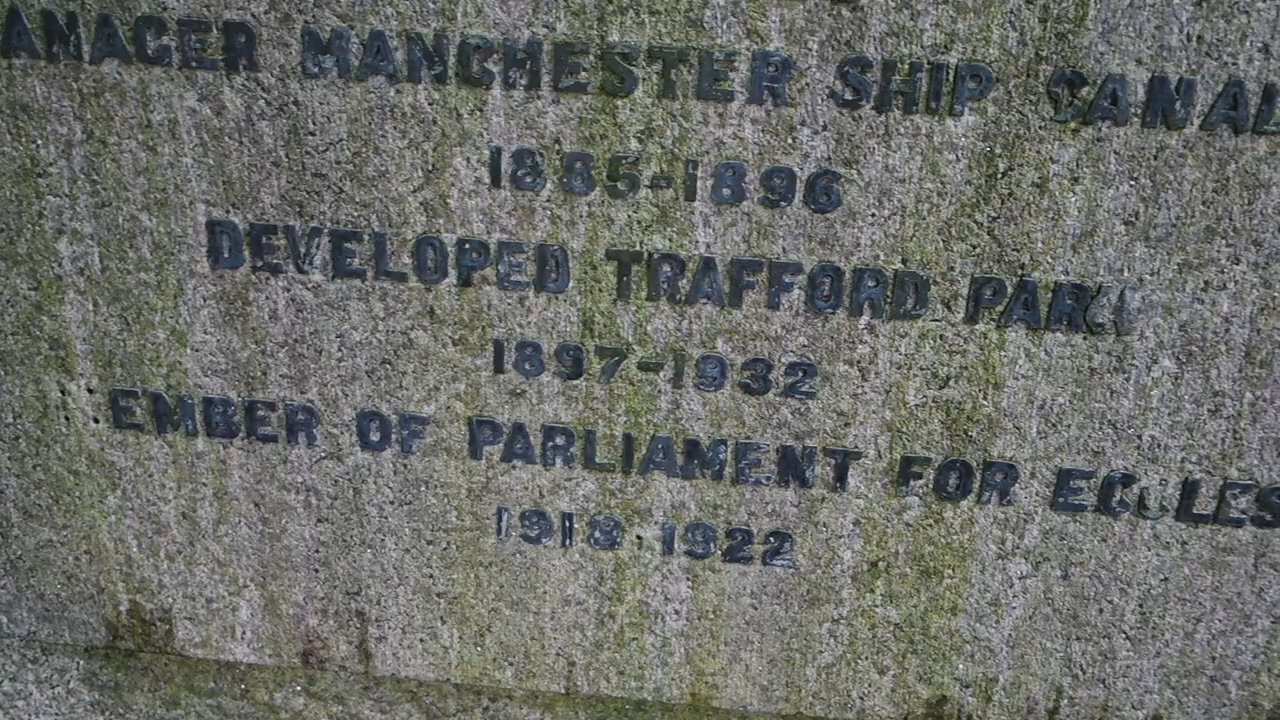 ANAGER MANCHESTER SHIP CANAL
1885-1896
DEVELOPED TRAFFORD PARK
1897-1932
EMBER OF PARLIAMENT FOR ECCLES
1918 1922